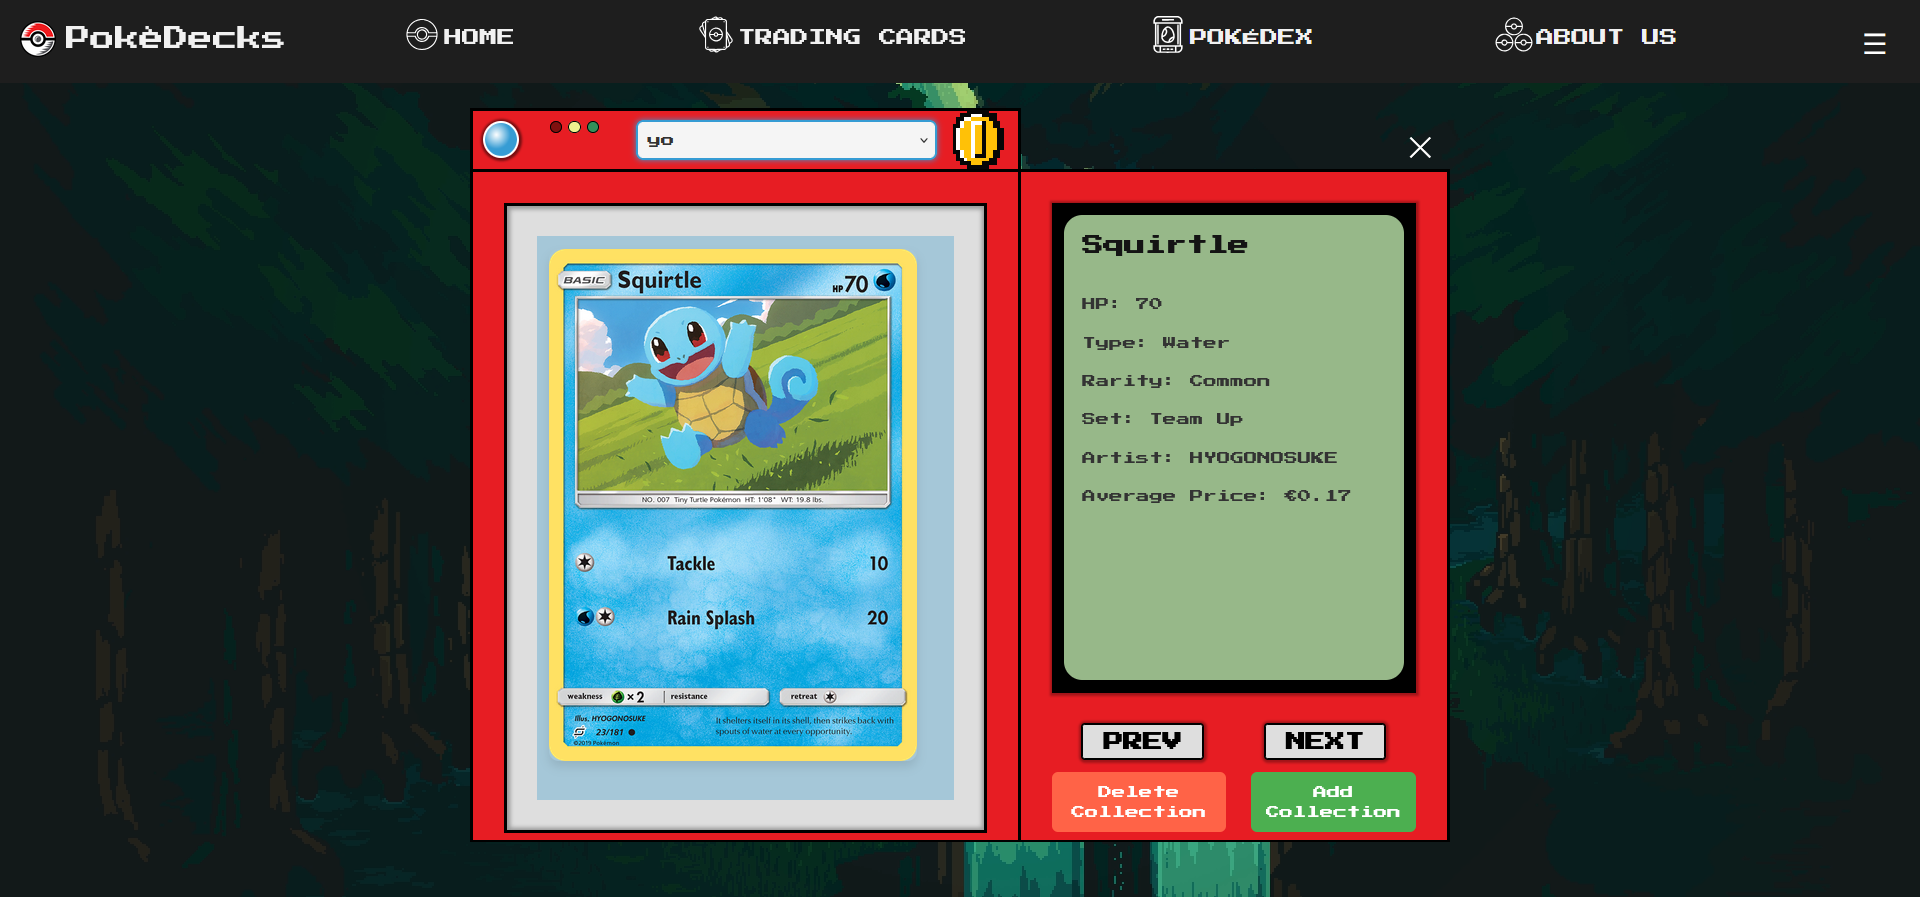 PokèDecks
HOME
TRADING CARDS
POKéDEX
ABOUT US
yo
BASIC Squirtle HP 70
NO. 007 Tiny Turtle Pokémon HT: 1'08" WT: 19.8 lbs.
Tackle 10
Rain Splash 20
weakness ×2 resistance retreat
Illus. HYOGONOSUKE
23/181
©2019 Pokémon
It shelters itself in its shell, then strikes back with
spouts of water at every opportunity.
Squirtle
HP: 70
Type: Water
Rarity: Common
Set: Team Up
Artist: HYOGONOSUKE
Average Price: €0.17
PREV
NEXT
Delete
Collection
Add
Collection